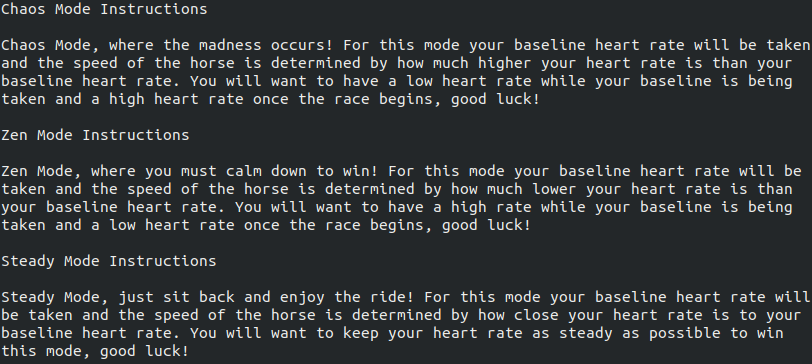 Chaos Mode Instructions
Chaos Mode, where the madness occurs! For this mode your baseline heart rate will be taken
and the speed of the horse is determined by how much higher your heart rate is than your
baseline heart rate. You will want to have a low heart rate while your baseline is being
taken and a high heart rate once the race begins, good luck!
Zen Mode Instructions
Zen Mode, where you must calm down to win! For this mode your baseline heart rate will be
taken and the speed of the horse is determined by how much lower your heart rate is than
your baseline heart rate. You will want to have a high rate while your baseline is being
taken and a low heart rate once the race begins, good luck!
Steady Mode Instructions
Steady Mode, just sit back and enjoy the ride! For this mode your baseline heart rate will
be taken and the speed of the horse is determined by how close your heart rate is to your
baseline heart rate. You will want to keep your heart rate as steady as possible to win
this mode, good luck!